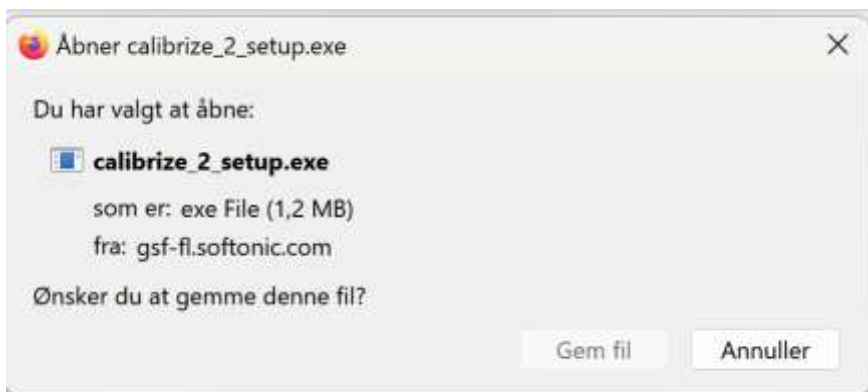 Åbner calibrize_2_setup.exe
Du har valgt at åbne:
calibrize_2_setup.exe
som er: exe File (1,2 MB)
fra: gsf-fl.softonic.com
Ønsker du at gemme denne fil?
Gem fil Annuller